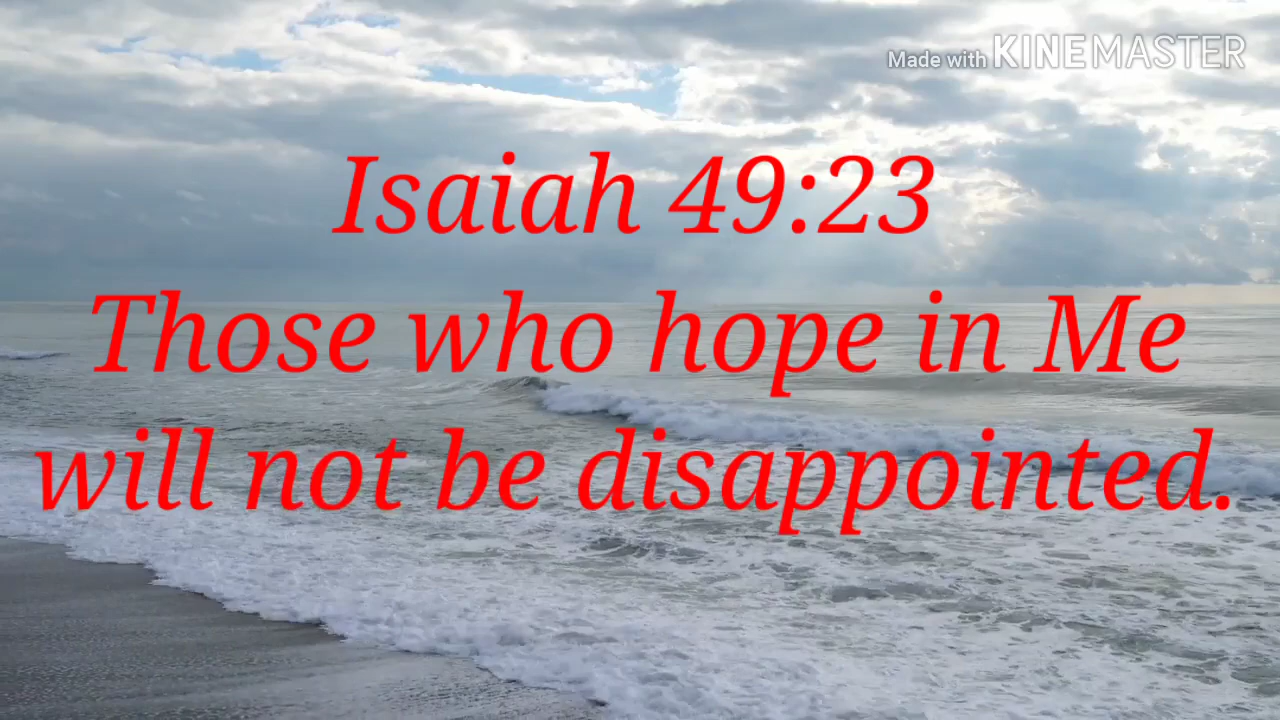 Made with KINEMASTER
Isaiah 49:23
Those who hope in Me
will not be disappointed.